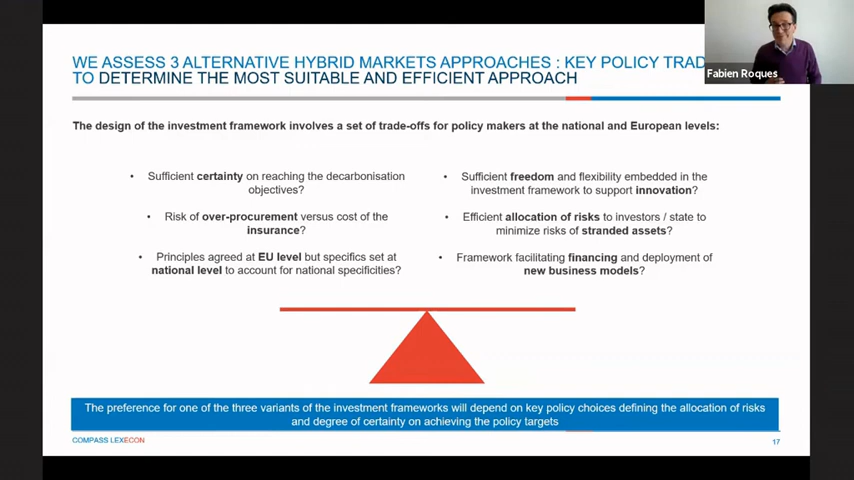 WE ASSESS 3 ALTERNATIVE HYBRID MARKETS APPROACHES : KEY POLICY
TO DETERMINE THE MOST SUITABLE AND EFFICIENT APPROACH
Fabien Roques
The design of the investment framework involves a set of trade-offs for policy makers at the national and European levels:
• Sufficient certainty on reaching the decarbonisation
objectives?
• Risk of over-procurement versus cost of the
insurance?
• Principles agreed at EU level but specifics set at
national level to account for national specificities?
• Sufficient freedom and flexibility embedded in the
investment framework to support innovation?
• Efficient allocation of risks to investors / state to
minimize risks of stranded assets?
• Framework facilitating financing and deployment of
new business models?
The preference for one of the three variants of the investment frameworks will depend on key policy choices defining the allocation of risks
and degree of certainty on achieving the policy targets
COMPASS LEXECON
17